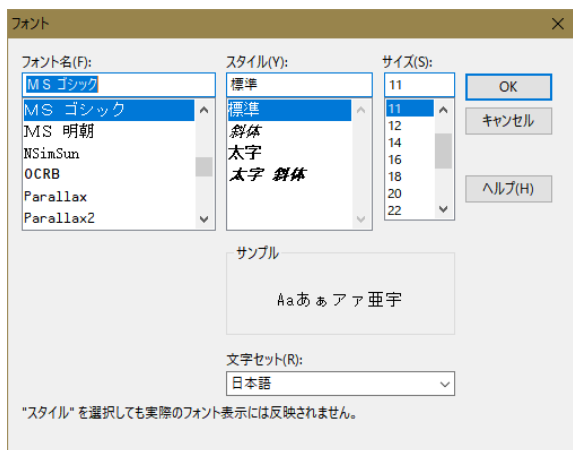 フォント
フォント名(F):
ＭＳ ゴシック
ＭＳ ゴシック
ＭＳ 明朝
NSimSun
OCRB
Parallax
Parallax2
スタイル(Y):
標準
標準
斜体
太字
太字 斜体
サイズ(S):
11
11
12
14
16
18
20
22
OK
キャンセル
ヘルプ(H)
サンプル
Aaあぁアァ亜宇
文字セット(R):
日本語
"スタイル" を選択しても実際のフォント表示には反映されません。